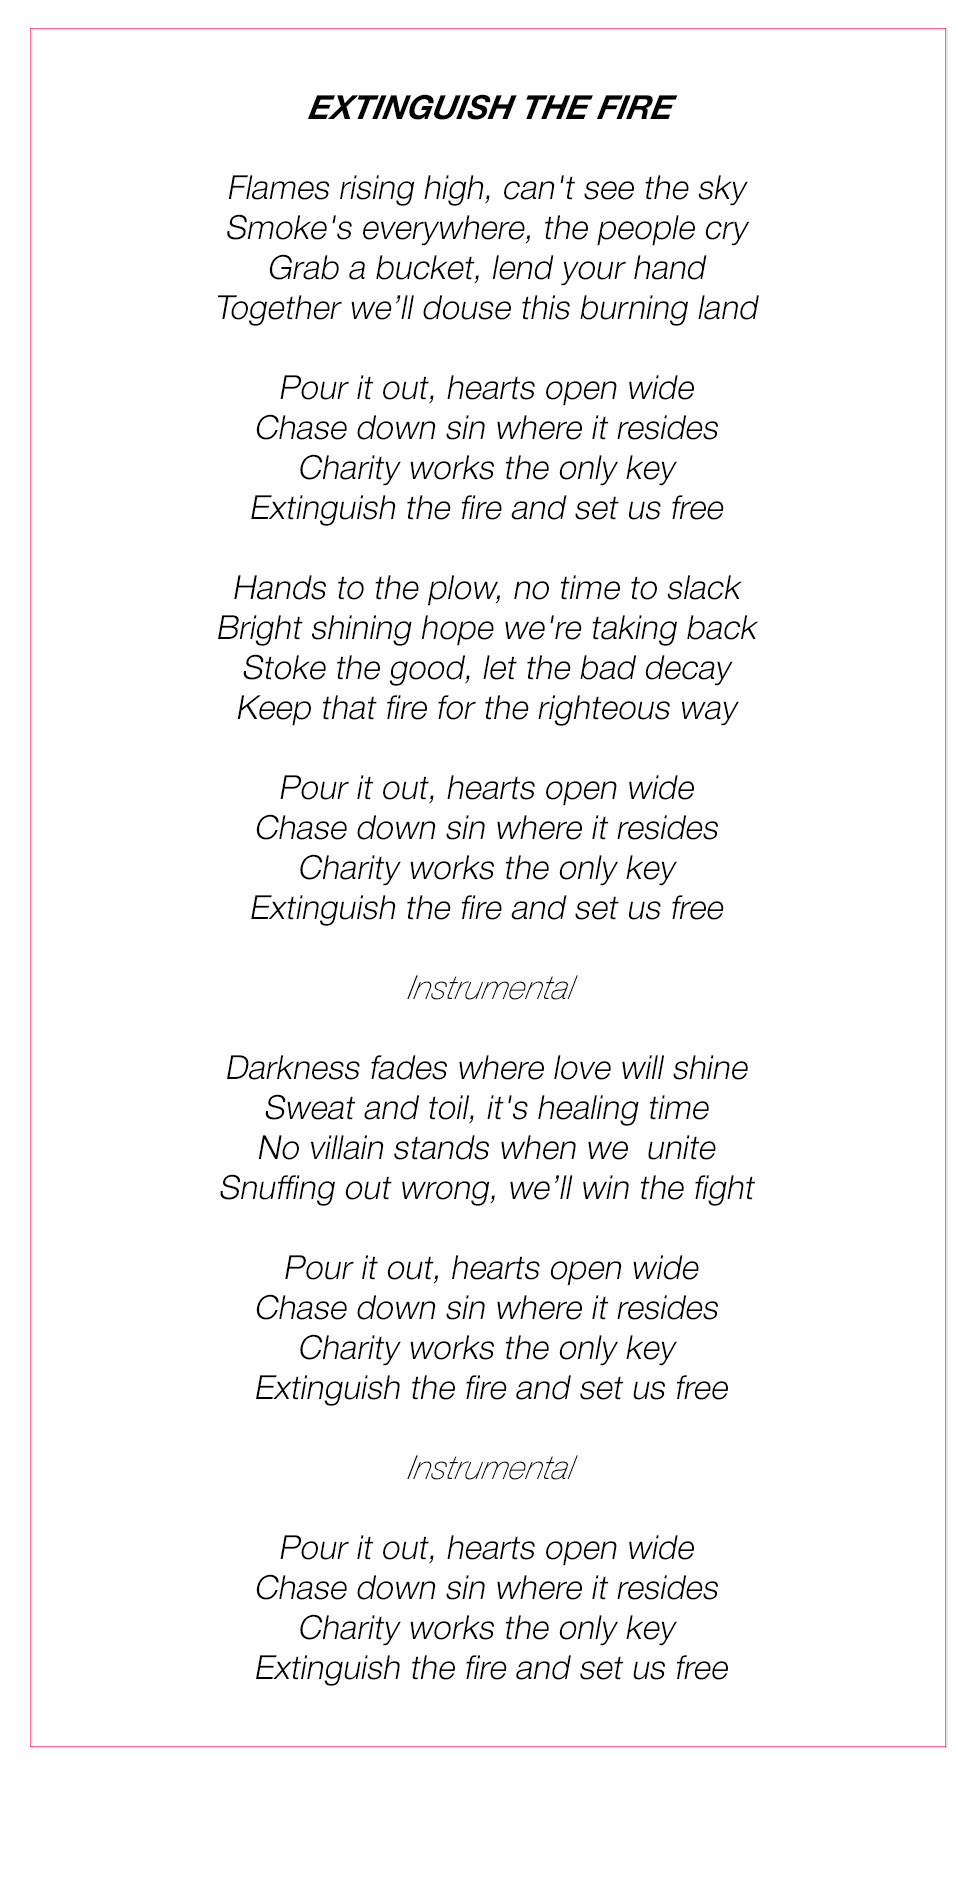 EXTINGUISH THE FIRE
Flames rising high, can't see the sky
Smoke's everywhere, the people cry
Grab a bucket, lend your hand
Together we’ll douse this burning land
Pour it out, hearts open wide
Chase down sin where it resides
Charity works the only key
Extinguish the fire and set us free
Hands to the plow, no time to slack
Bright shining hope we're taking back
Stoke the good, let the bad decay
Keep that fire for the righteous way
Pour it out, hearts open wide
Chase down sin where it resides
Charity works the only key
Extinguish the fire and set us free
Instrumental
Darkness fades where love will shine
Sweat and toil, it's healing time
No villain stands when we  unite
Snuffing out wrong, we’ll win the fight
Pour it out, hearts open wide
Chase down sin where it resides
Charity works the only key
Extinguish the fire and set us free
Instrumental
Pour it out, hearts open wide
Chase down sin where it resides
Charity works the only key
Extinguish the fire and set us free